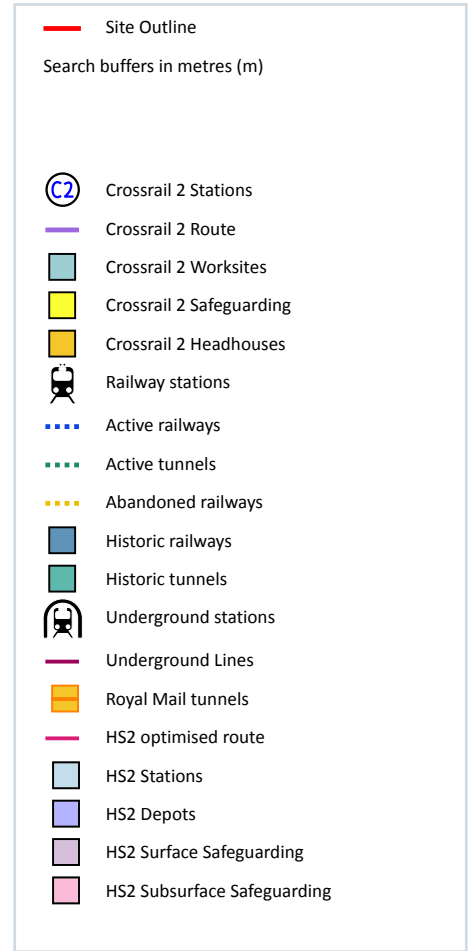 Site Outline
Search buffers in metres (m)
C2 Crossrail 2 Stations
Crossrail 2 Route
Crossrail 2 Worksites
Crossrail 2 Safeguarding
Crossrail 2 Headhouses
Railway stations
Active railways
Active tunnels
Abandoned railways
Historic railways
Historic tunnels
Underground stations
Underground Lines
Royal Mail tunnels
HS2 optimised route
HS2 Stations
HS2 Depots
HS2 Surface Safeguarding
HS2 Subsurface Safeguarding